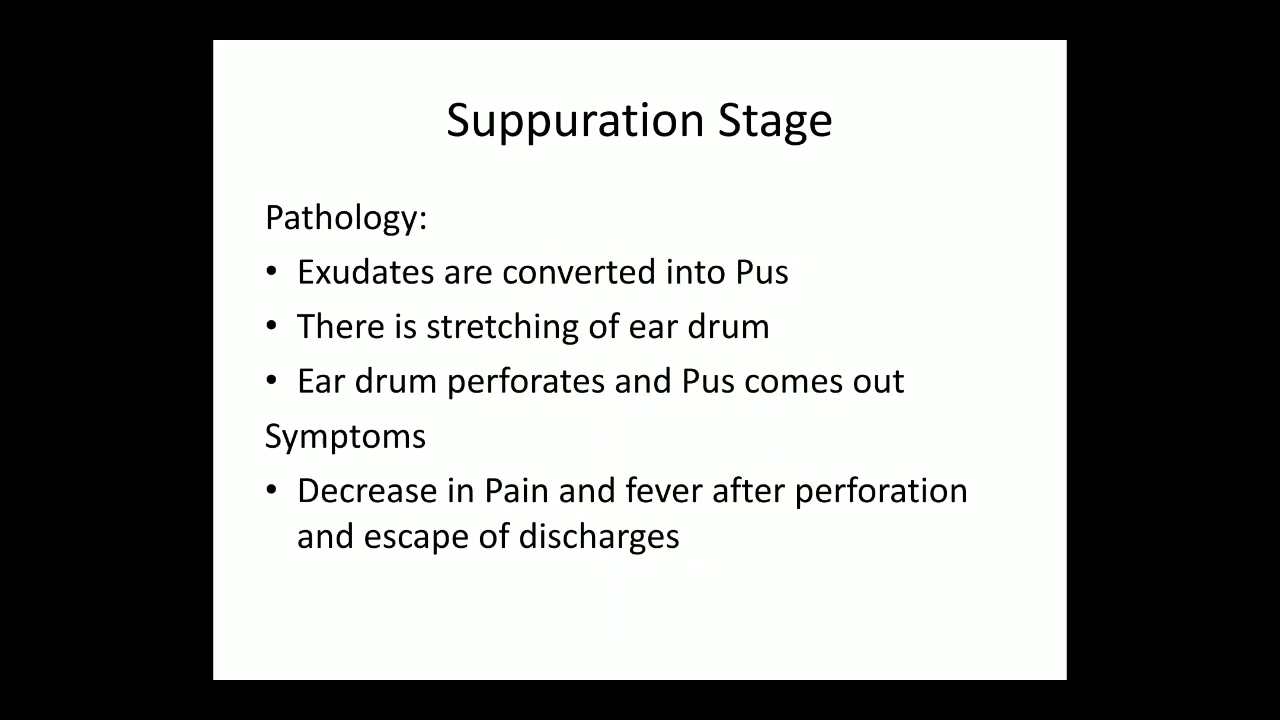 Suppuration Stage
Pathology:
• Exudates are converted into Pus
• There is stretching of ear drum
• Ear drum perforates and Pus comes out
Symptoms
• Decrease in Pain and fever after perforation
and escape of discharges